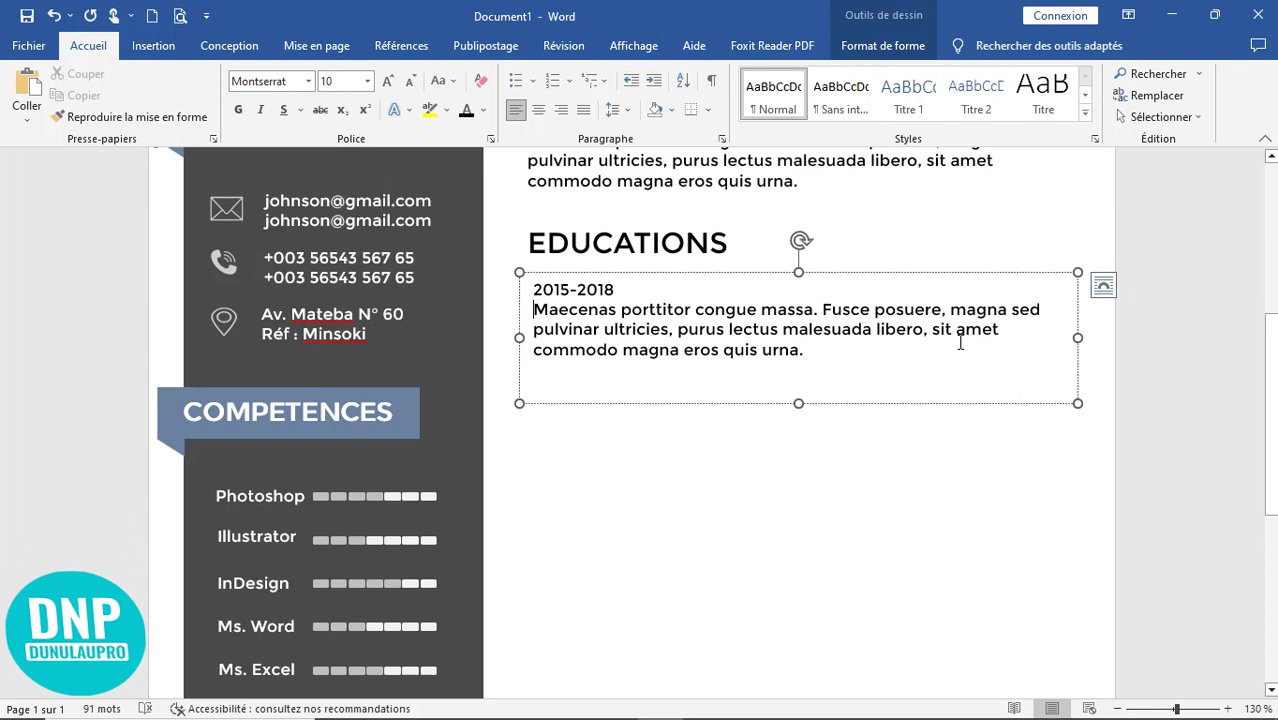 Document1 - Word
Outils de dessin
Connexion
Fichier
Accueil
Insertion
Conception
Mise en page
Références
Publipostage
Révision
Affichage
Aide
Foxit Reader PDF
Format de forme
Rechercher des outils adaptés
Coller
Couper
Copier
Reproduire la mise en forme
Presse-papiers
Montserrat
10
Police
Paragraphe
AaBbCcDc
¶ Normal
AaBbCcDc
¶ Sans int...
AaBbCc
Titre 1
AaBbCcD
Titre 2
AaB
Titre
Styles
Rechercher
Remplacer
Sélectionner
Édition
pulvinar ultricies, purus lectus malesuada libero, sit amet
commodo magna eros quis urna.
johnson@gmail.com
johnson@gmail.com
+003 56543 567 65
+003 56543 567 65
Av. Mateba N° 60
Réf : Minsoki
EDUCATIONS
2015-2018
Maecenas porttitor congue massa. Fusce posuere, magna sed
pulvinar ultricies, purus lectus malesuada libero, sit amet
commodo magna eros quis urna.
COMPETENCES
Photoshop
Illustrator
InDesign
Ms. Word
Ms. Excel
DNP
DUNULAUPRO
Page 1 sur 1
91 mots
Accessibilité : consultez nos recommandations
130 %